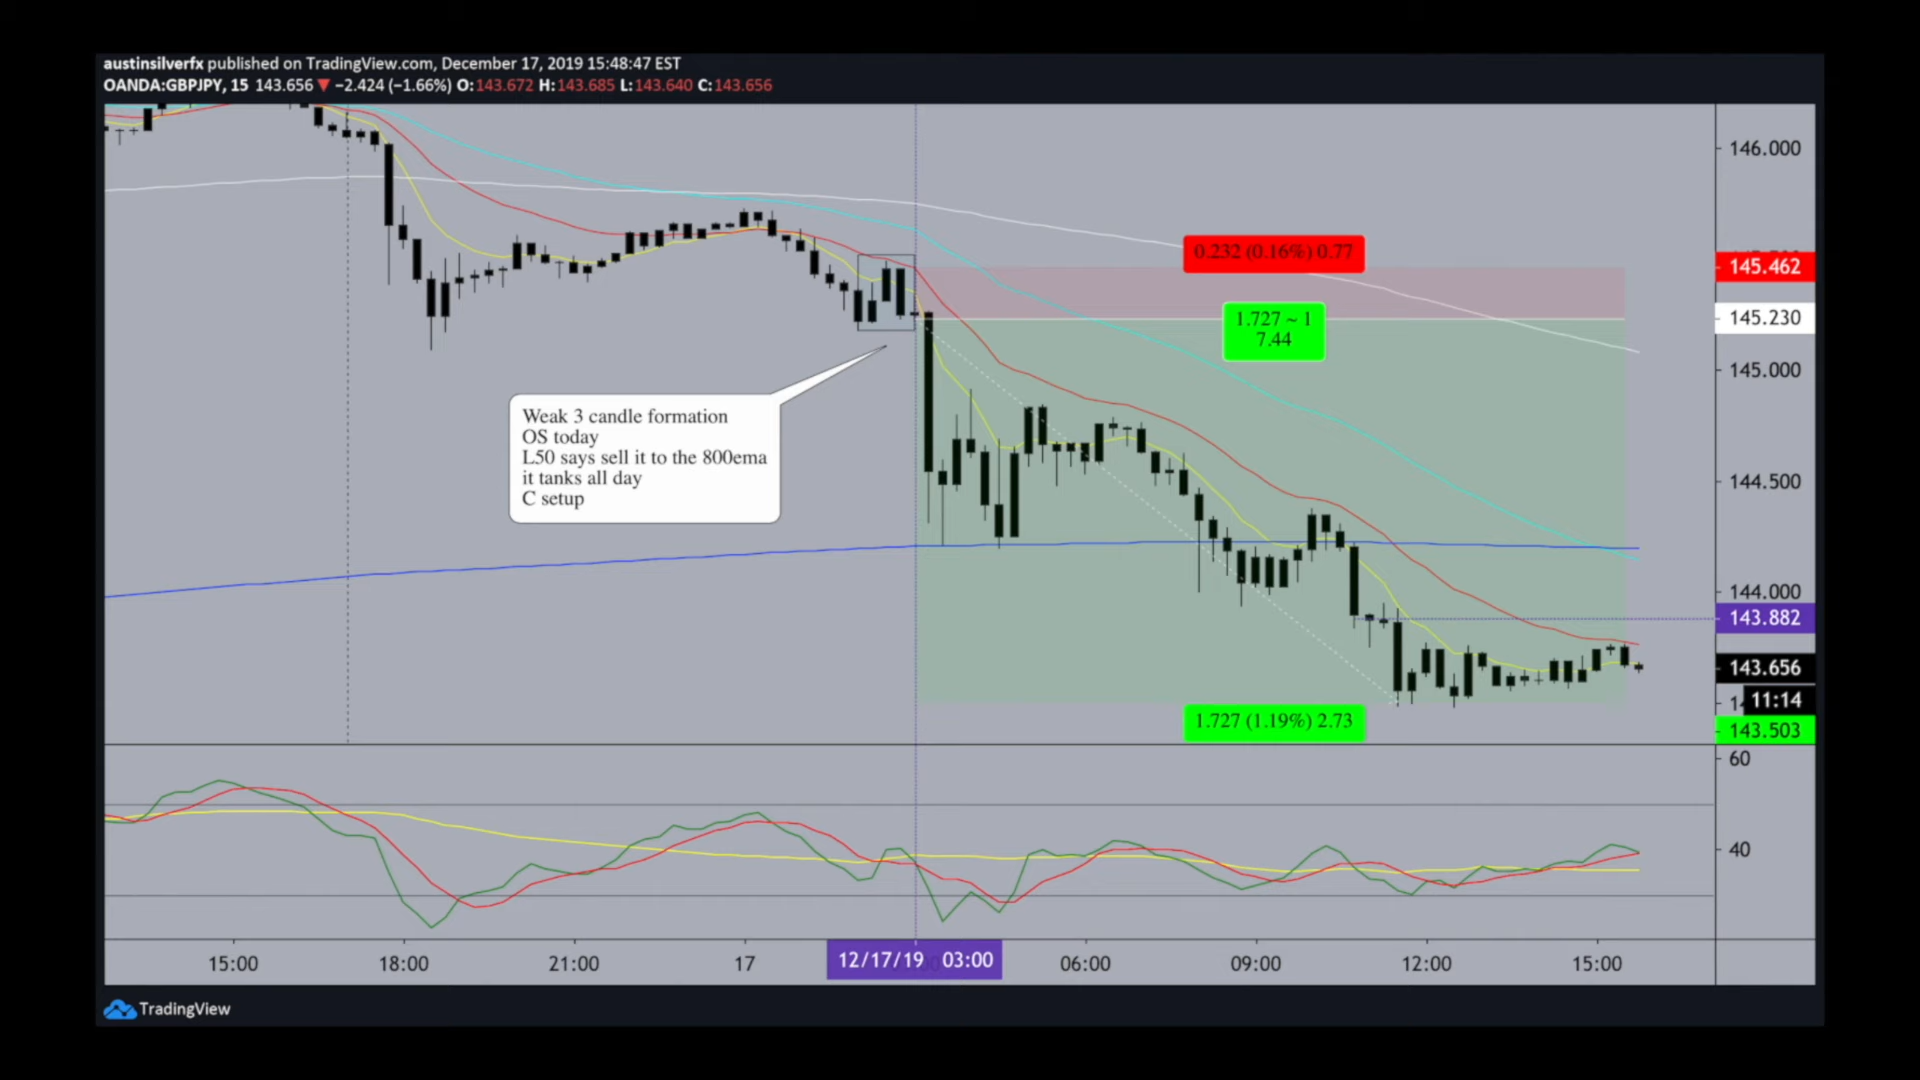 austinsilverfx published on TradingView.com, December 17, 2019 15:48:47 EST
OANDA:GBPJPY, 15 143.656 ▼ −2.424 (−1.66%) O:143.672 H:143.685 L:143.640 C:143.656
146.000
0.232 (0.16%) 0.77
145.462
1.727 ~ 1
7.44
145.230
145.000
Weak 3 candle formation
OS today
L50 says sell it to the 800ema
it tanks all day
C setup
144.500
144.000
143.882
143.656
11:14
1.727 (1.19%) 2.73
143.503
60
40
15:00 18:00 21:00 17 12/17/19 03:00 06:00 09:00 12:00 15:00
TradingView